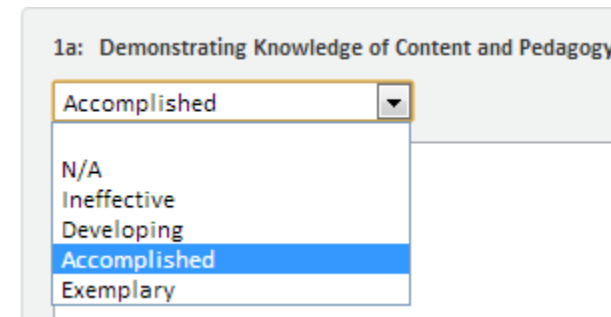 1a: Demonstrating Knowledge of Content and Pedagogy
Accomplished
N/A
Ineffective
Developing
Accomplished
Exemplary